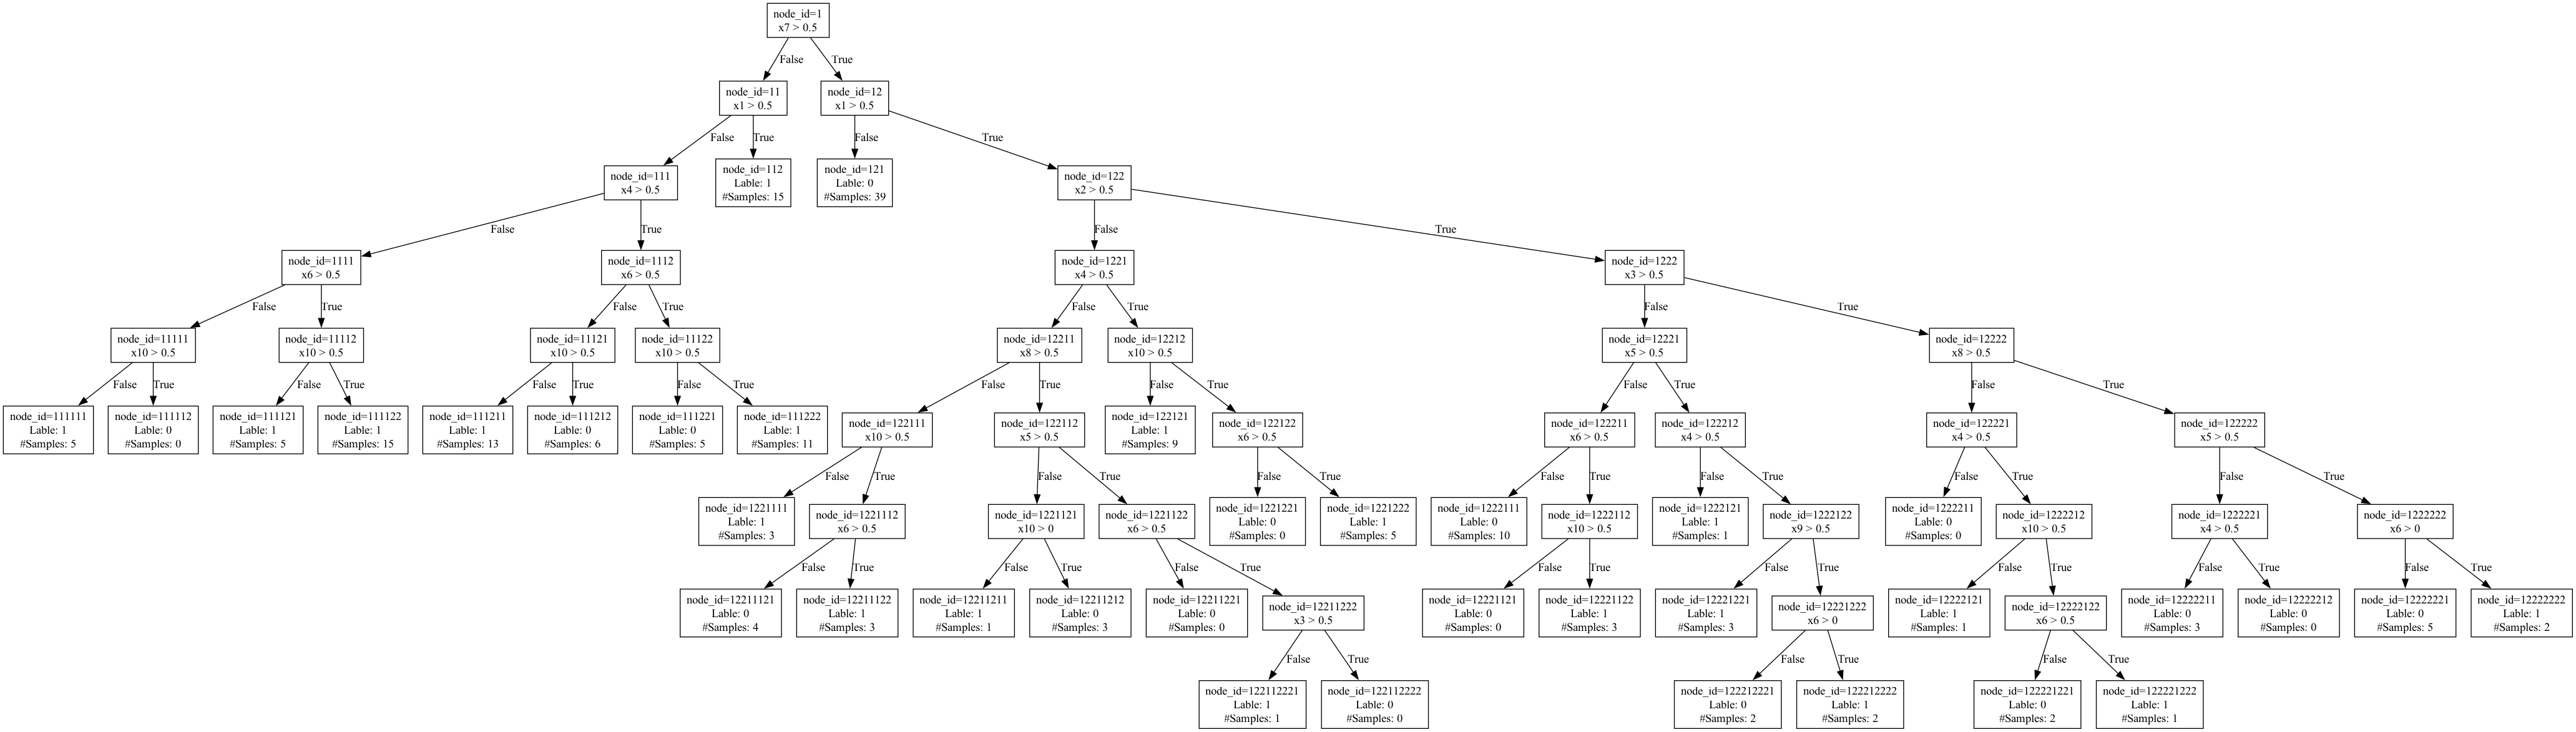 node_id=1
x7 > 0.5
False
True
node_id=11
x1 > 0.5
node_id=12
x1 > 0.5
False
True
False
True
node_id=111
x4 > 0.5
node_id=112
Lable: 1
#Samples: 15
node_id=121
Lable: 0
#Samples: 39
node_id=122
x2 > 0.5
False
True
False
True
node_id=1111
x6 > 0.5
node_id=1112
x6 > 0.5
node_id=1221
x4 > 0.5
node_id=1222
x3 > 0.5
False
True
False
True
False
True
False
True
node_id=11111
x10 > 0.5
node_id=11112
x10 > 0.5
node_id=11121
x10 > 0.5
node_id=11122
x10 > 0.5
node_id=12211
x8 > 0.5
node_id=12212
x10 > 0.5
node_id=12221
x5 > 0.5
node_id=12222
x8 > 0.5
False
True
False
True
False
True
False
True
False
True
False
True
False
True
False
True
node_id=111111
Lable: 1
#Samples: 5
node_id=111112
Lable: 0
#Samples: 0
node_id=111121
Lable: 1
#Samples: 5
node_id=111122
Lable: 1
#Samples: 15
node_id=111211
Lable: 1
#Samples: 13
node_id=111212
Lable: 0
#Samples: 6
node_id=111221
Lable: 0
#Samples: 5
node_id=111222
Lable: 1
#Samples: 11
node_id=122111
x10 > 0.5
node_id=122112
x5 > 0.5
node_id=122121
Lable: 1
#Samples: 9
node_id=122122
x6 > 0.5
node_id=122211
x6 > 0.5
node_id=122212
x4 > 0.5
node_id=122221
x4 > 0.5
node_id=122222
x5 > 0.5
False
True
False
True
False
True
False
True
False
True
False
True
False
True
node_id=1221111
Lable: 1
#Samples: 3
node_id=1221112
x6 > 0.5
node_id=1221121
x10 > 0
node_id=1221122
x6 > 0.5
node_id=1221221
Lable: 0
#Samples: 0
node_id=1221222
Lable: 1
#Samples: 5
node_id=1222111
Lable: 0
#Samples: 10
node_id=1222112
x10 > 0.5
node_id=1222121
Lable: 1
#Samples: 1
node_id=1222122
x9 > 0.5
node_id=1222211
Lable: 0
#Samples: 0
node_id=1222212
x10 > 0.5
node_id=1222221
x4 > 0.5
node_id=1222222
x6 > 0
False
True
False
True
False
True
False
True
False
True
False
True
False
True
False
True
node_id=12211121
Lable: 0
#Samples: 4
node_id=12211122
Lable: 1
#Samples: 3
node_id=12211211
Lable: 1
#Samples: 1
node_id=12211212
Lable: 0
#Samples: 3
node_id=12211221
Lable: 0
#Samples: 0
node_id=12211222
x3 > 0.5
node_id=12221121
Lable: 0
#Samples: 0
node_id=12221122
Lable: 1
#Samples: 3
node_id=12221221
Lable: 1
#Samples: 3
node_id=12221222
x6 > 0
node_id=12222121
Lable: 1
#Samples: 1
node_id=12222122
x6 > 0.5
node_id=12222211
Lable: 0
#Samples: 3
node_id=12222212
Lable: 0
#Samples: 0
node_id=12222221
Lable: 0
#Samples: 5
node_id=12222222
Lable: 1
#Samples: 2
False
True
False
True
False
True
node_id=122112221
Lable: 1
#Samples: 1
node_id=122112222
Lable: 0
#Samples: 0
node_id=122212221
Lable: 0
#Samples: 2
node_id=122212222
Lable: 1
#Samples: 2
node_id=122221221
Lable: 0
#Samples: 2
node_id=122221222
Lable: 1
#Samples: 1